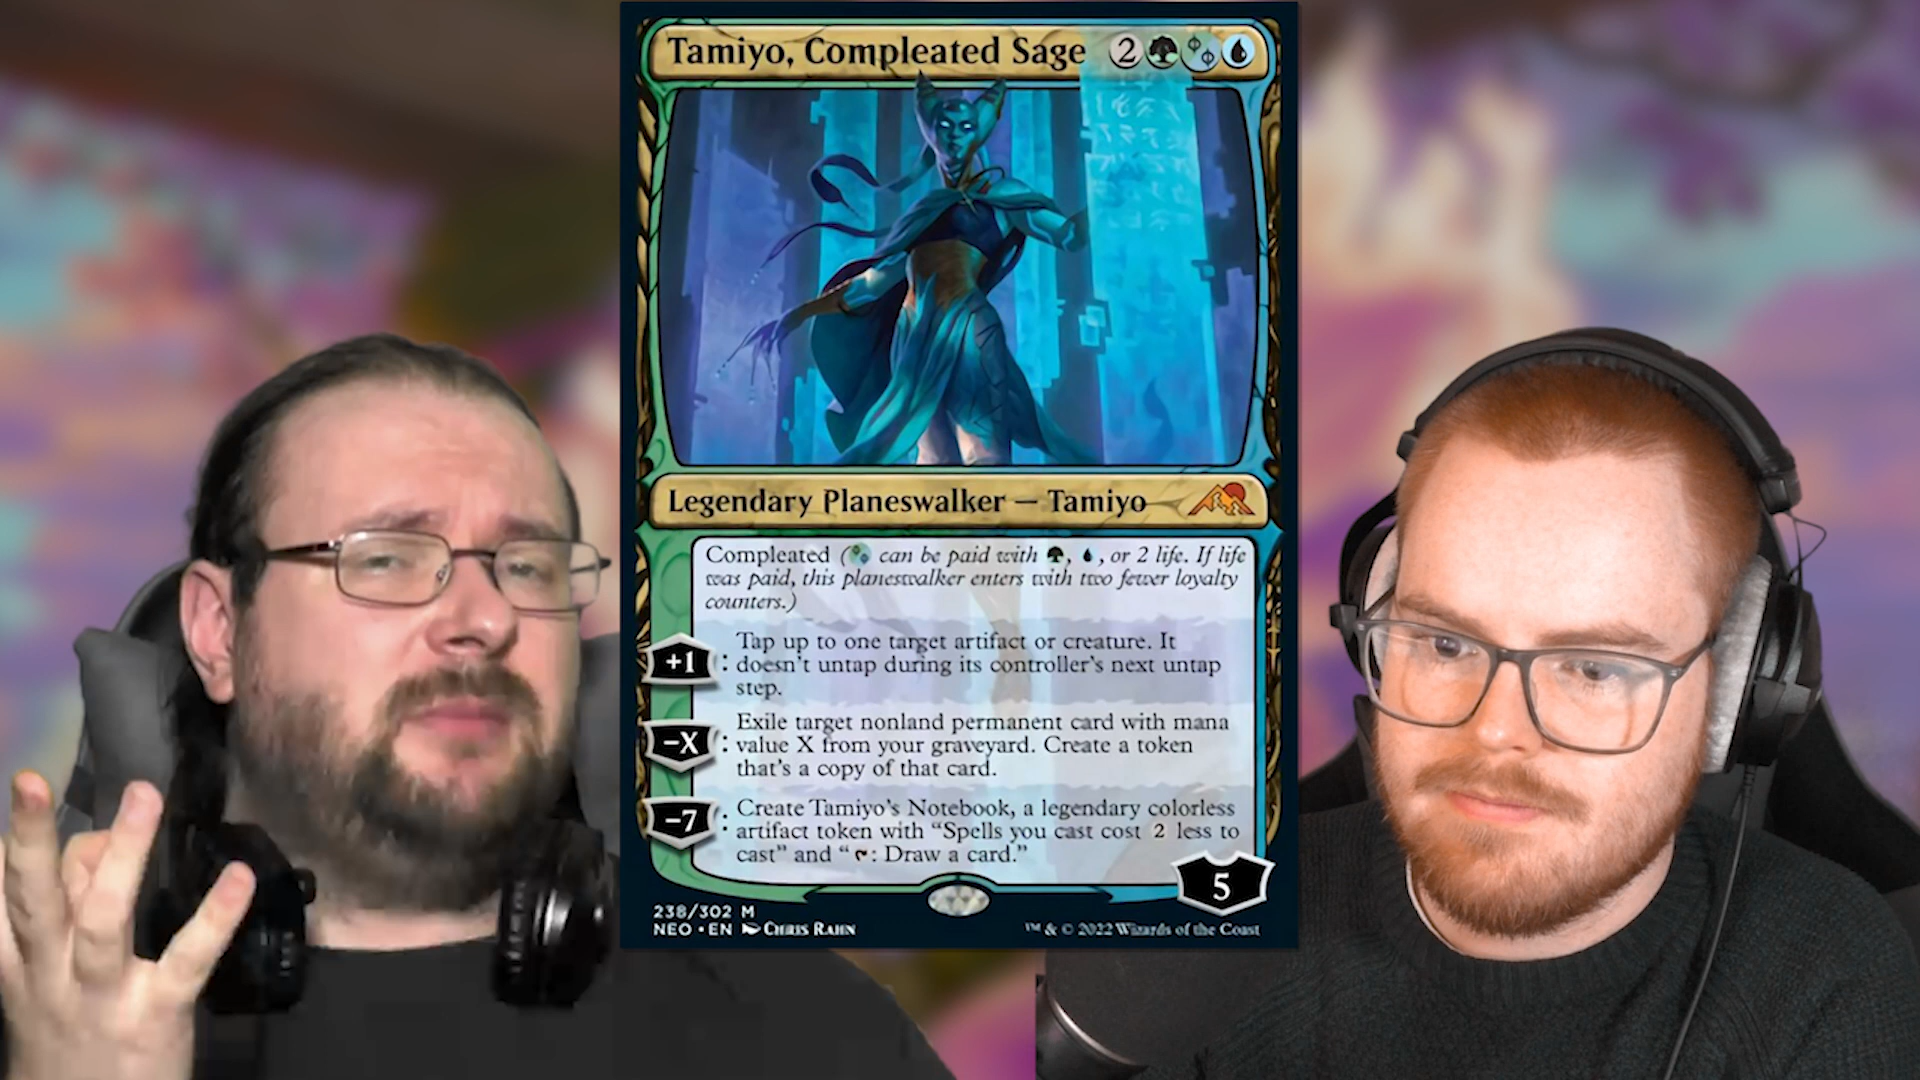 Tamiyo, Compleated Sage 2
Legendary Planeswalker — Tamiyo
Compleated ( can be paid with , , or 2 life. If life
was paid, this planeswalker enters with two fewer loyalty
counters.)
+1: Tap up to one target artifact or creature. It
doesn't untap during its controller's next untap
step.
−X: Exile target nonland permanent card with mana
value X from your graveyard. Create a token
that's a copy of that card.
−7: Create Tamiyo's Notebook, a legendary colorless
artifact token with “Spells you cast cost 2 less to
cast” and “ : Draw a card.”
5
238/302 M
NEO • EN Chris Rahn
™ & © 2022 Wizards of the Coast